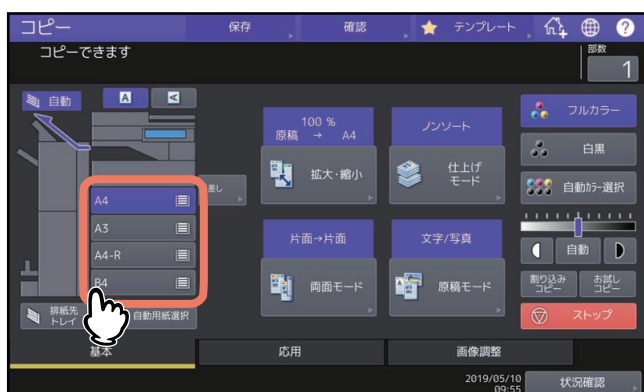 コピー
保存
確認
テンプレート
?
コピーできます
部数
1
自動
A
A
100 %
原稿 → A4
拡大・縮小
ノンソート
仕上げ
モード
フルカラー
白黒
自動ｶﾗｰ選択
A4
A3
A4-R
B4
差し
片面→片面
両面モード
文字/写真
原稿モード
自動
割り込み
コピー
お試し
コピー
排紙先
トレイ
自動用紙選択
ストップ
基本
応用
画像調整
2019/05/10
09:55
状況確認